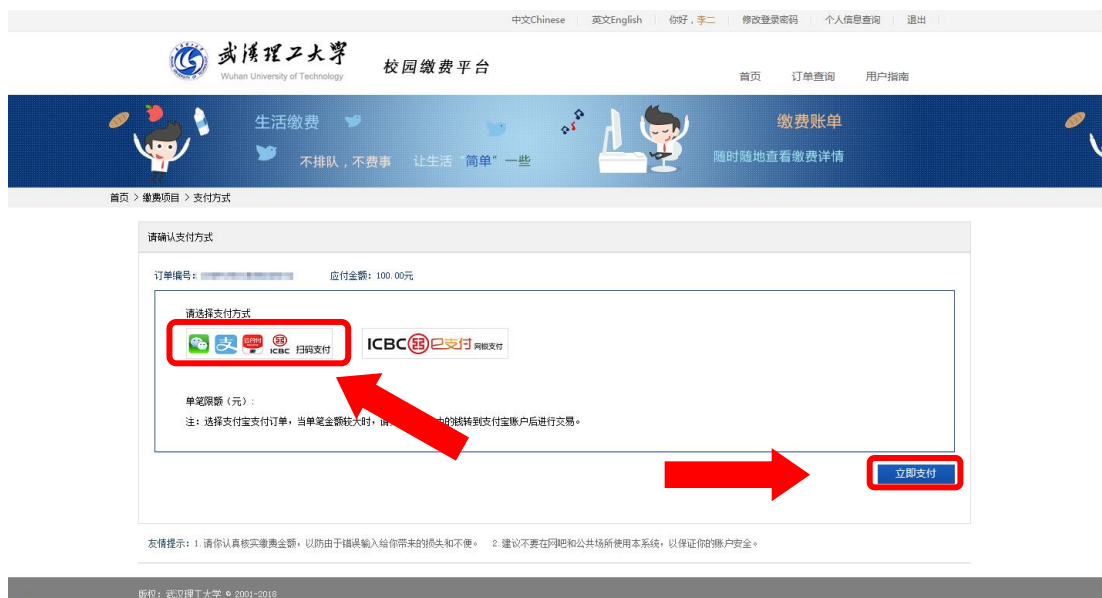 中文Chinese 英文English 你好,李二 修改登录密码 个人信息查询 退出
武汉理工大学
Wuhan University of Technology
校园缴费平台
首页 订单查询 用户指南
生活缴费
不排队,不费事 让生活“简单”一些
缴费账单
随时随地查看缴费详情
首页 > 缴费项目 > 支付方式
请确认支付方式
订单编号: 应付金额:100.00元
请选择支付方式
支 ICBC 扫码支付
ICBC e支付 网银支付
单笔限额(元):
注:选择支付宝支付订单,当单笔金额较大时,请 的钱转到支付宝账户后进行交易。
立即支付
友情提示:1.请你认真核实缴费金额,以防由于错误输入给你带来的损失和不便。 2.建议不要在网吧和公共场所使用本系统,以保证你的账户安全。
版权:武汉理工大学 © 2001-2018